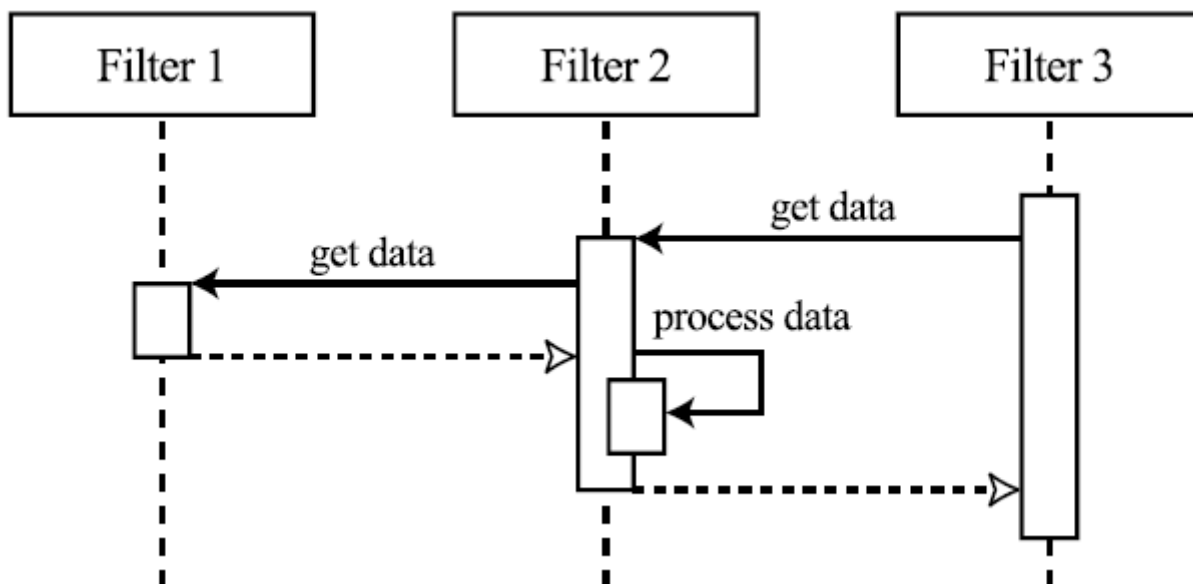 Filter 1
Filter 2
Filter 3
get data
get data
process data